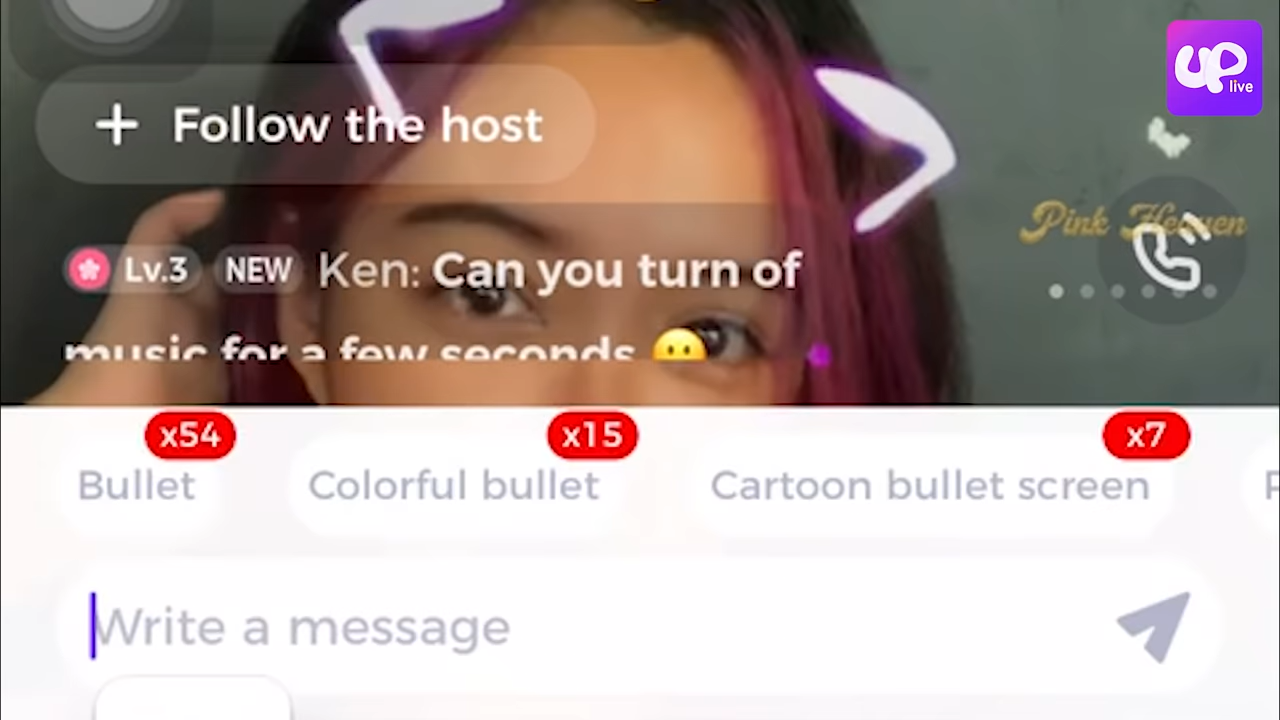 UP
live
+ Follow the host
Pink Heaven
Lv.3 NEW Ken: Can you turn of
music for a few seconds 😶
x54 x15 x7
Bullet Colorful bullet Cartoon bullet screen
Write a message